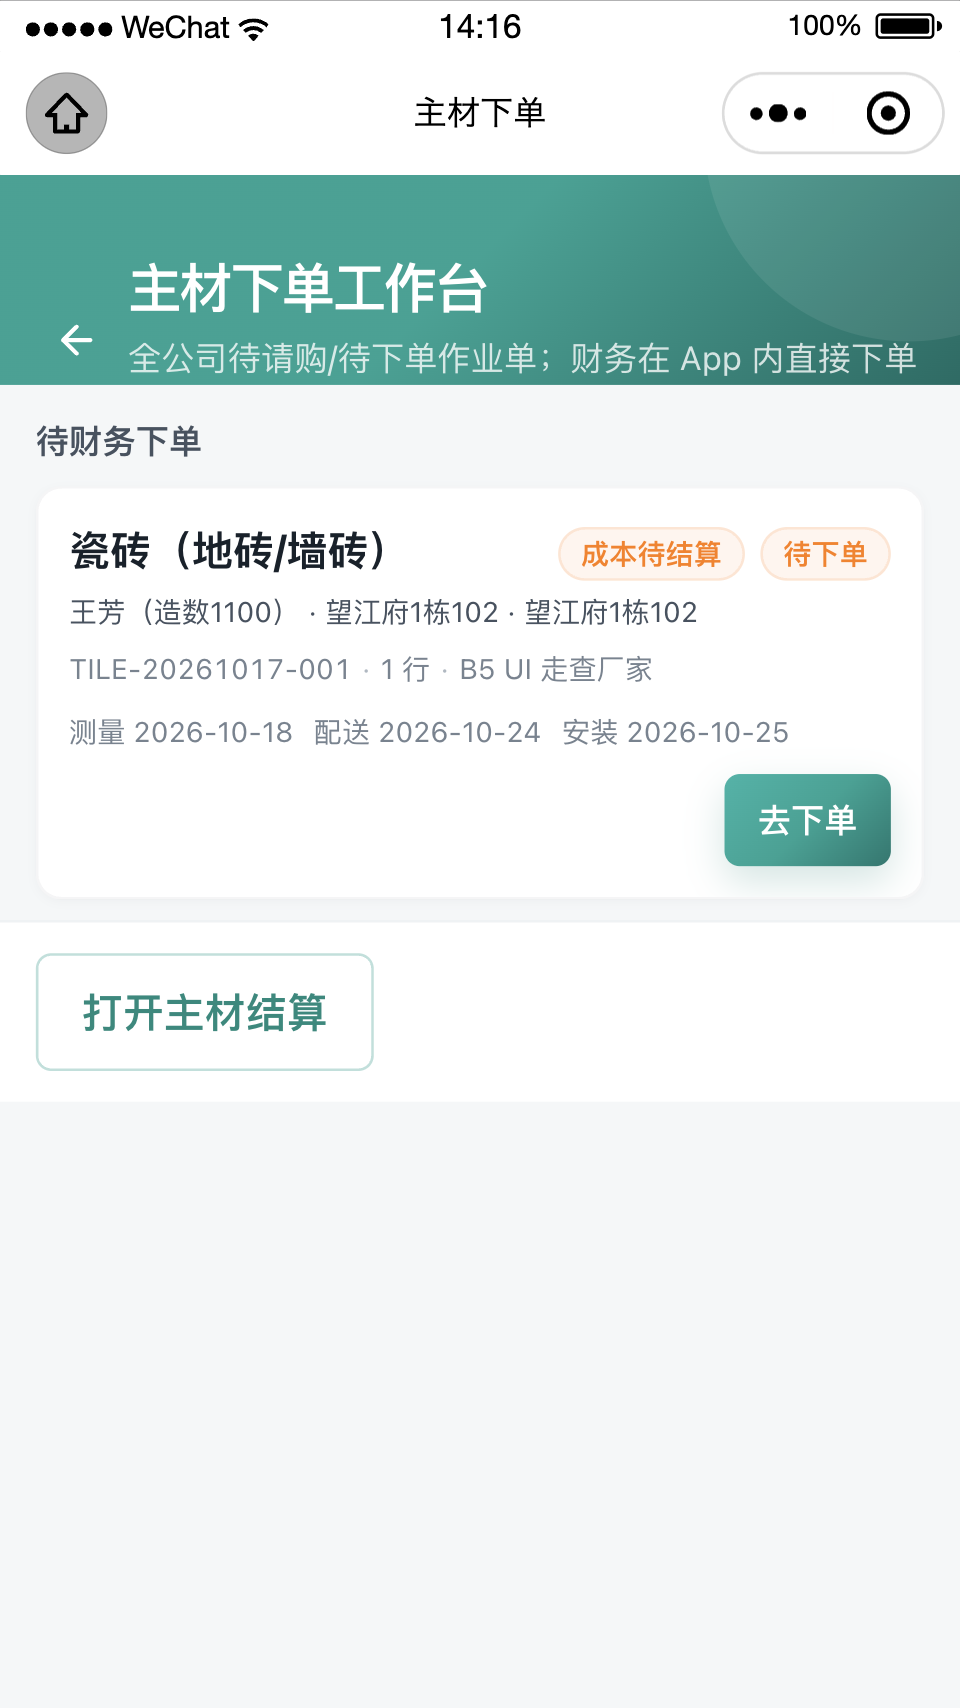 WeChat 14:16 100%
主材下单
主材下单工作台
全公司待请购/待下单作业单；财务在 App 内直接下单
待财务下单
瓷砖（地砖/墙砖） 成本待结算 待下单
王芳（造数1100） · 望江府1栋102 · 望江府1栋102
TILE-20261017-001 · 1 行 · B5 UI 走查厂家
测量 2026-10-18 配送 2026-10-24 安装 2026-10-25
去下单
打开主材结算